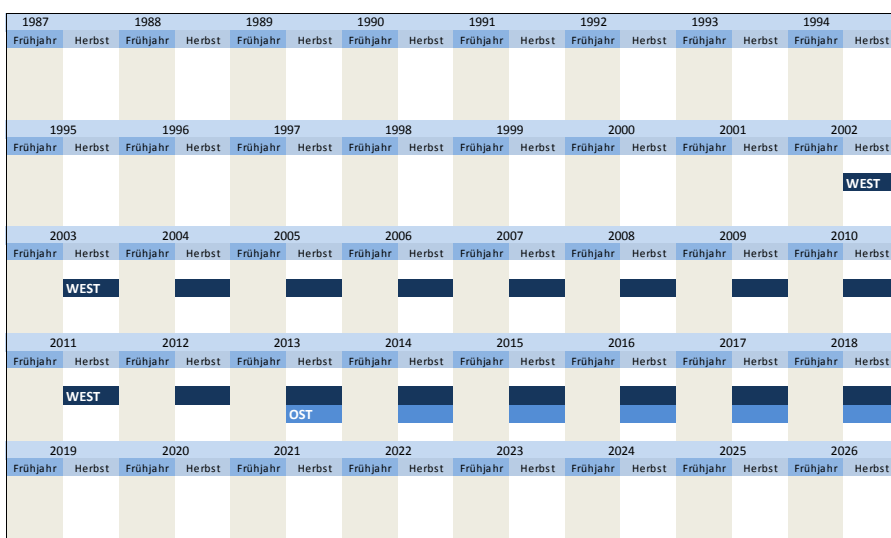 1987 1988 1989 1990 1991 1992 1993 1994
Frühjahr Herbst Frühjahr Herbst Frühjahr Herbst Frühjahr Herbst Frühjahr Herbst Frühjahr Herbst Frühjahr Herbst Frühjahr Herbst
1995 1996 1997 1998 1999 2000 2001 2002
Frühjahr Herbst Frühjahr Herbst Frühjahr Herbst Frühjahr Herbst Frühjahr Herbst Frühjahr Herbst Frühjahr Herbst Frühjahr Herbst
WEST
2003 2004 2005 2006 2007 2008 2009 2010
Frühjahr Herbst Frühjahr Herbst Frühjahr Herbst Frühjahr Herbst Frühjahr Herbst Frühjahr Herbst Frühjahr Herbst Frühjahr Herbst
WEST
2011 2012 2013 2014 2015 2016 2017 2018
Frühjahr Herbst Frühjahr Herbst Frühjahr Herbst Frühjahr Herbst Frühjahr Herbst Frühjahr Herbst Frühjahr Herbst Frühjahr Herbst
WEST
OST
2019 2020 2021 2022 2023 2024 2025 2026
Frühjahr Herbst Frühjahr Herbst Frühjahr Herbst Frühjahr Herbst Frühjahr Herbst Frühjahr Herbst Frühjahr Herbst Frühjahr Herbst